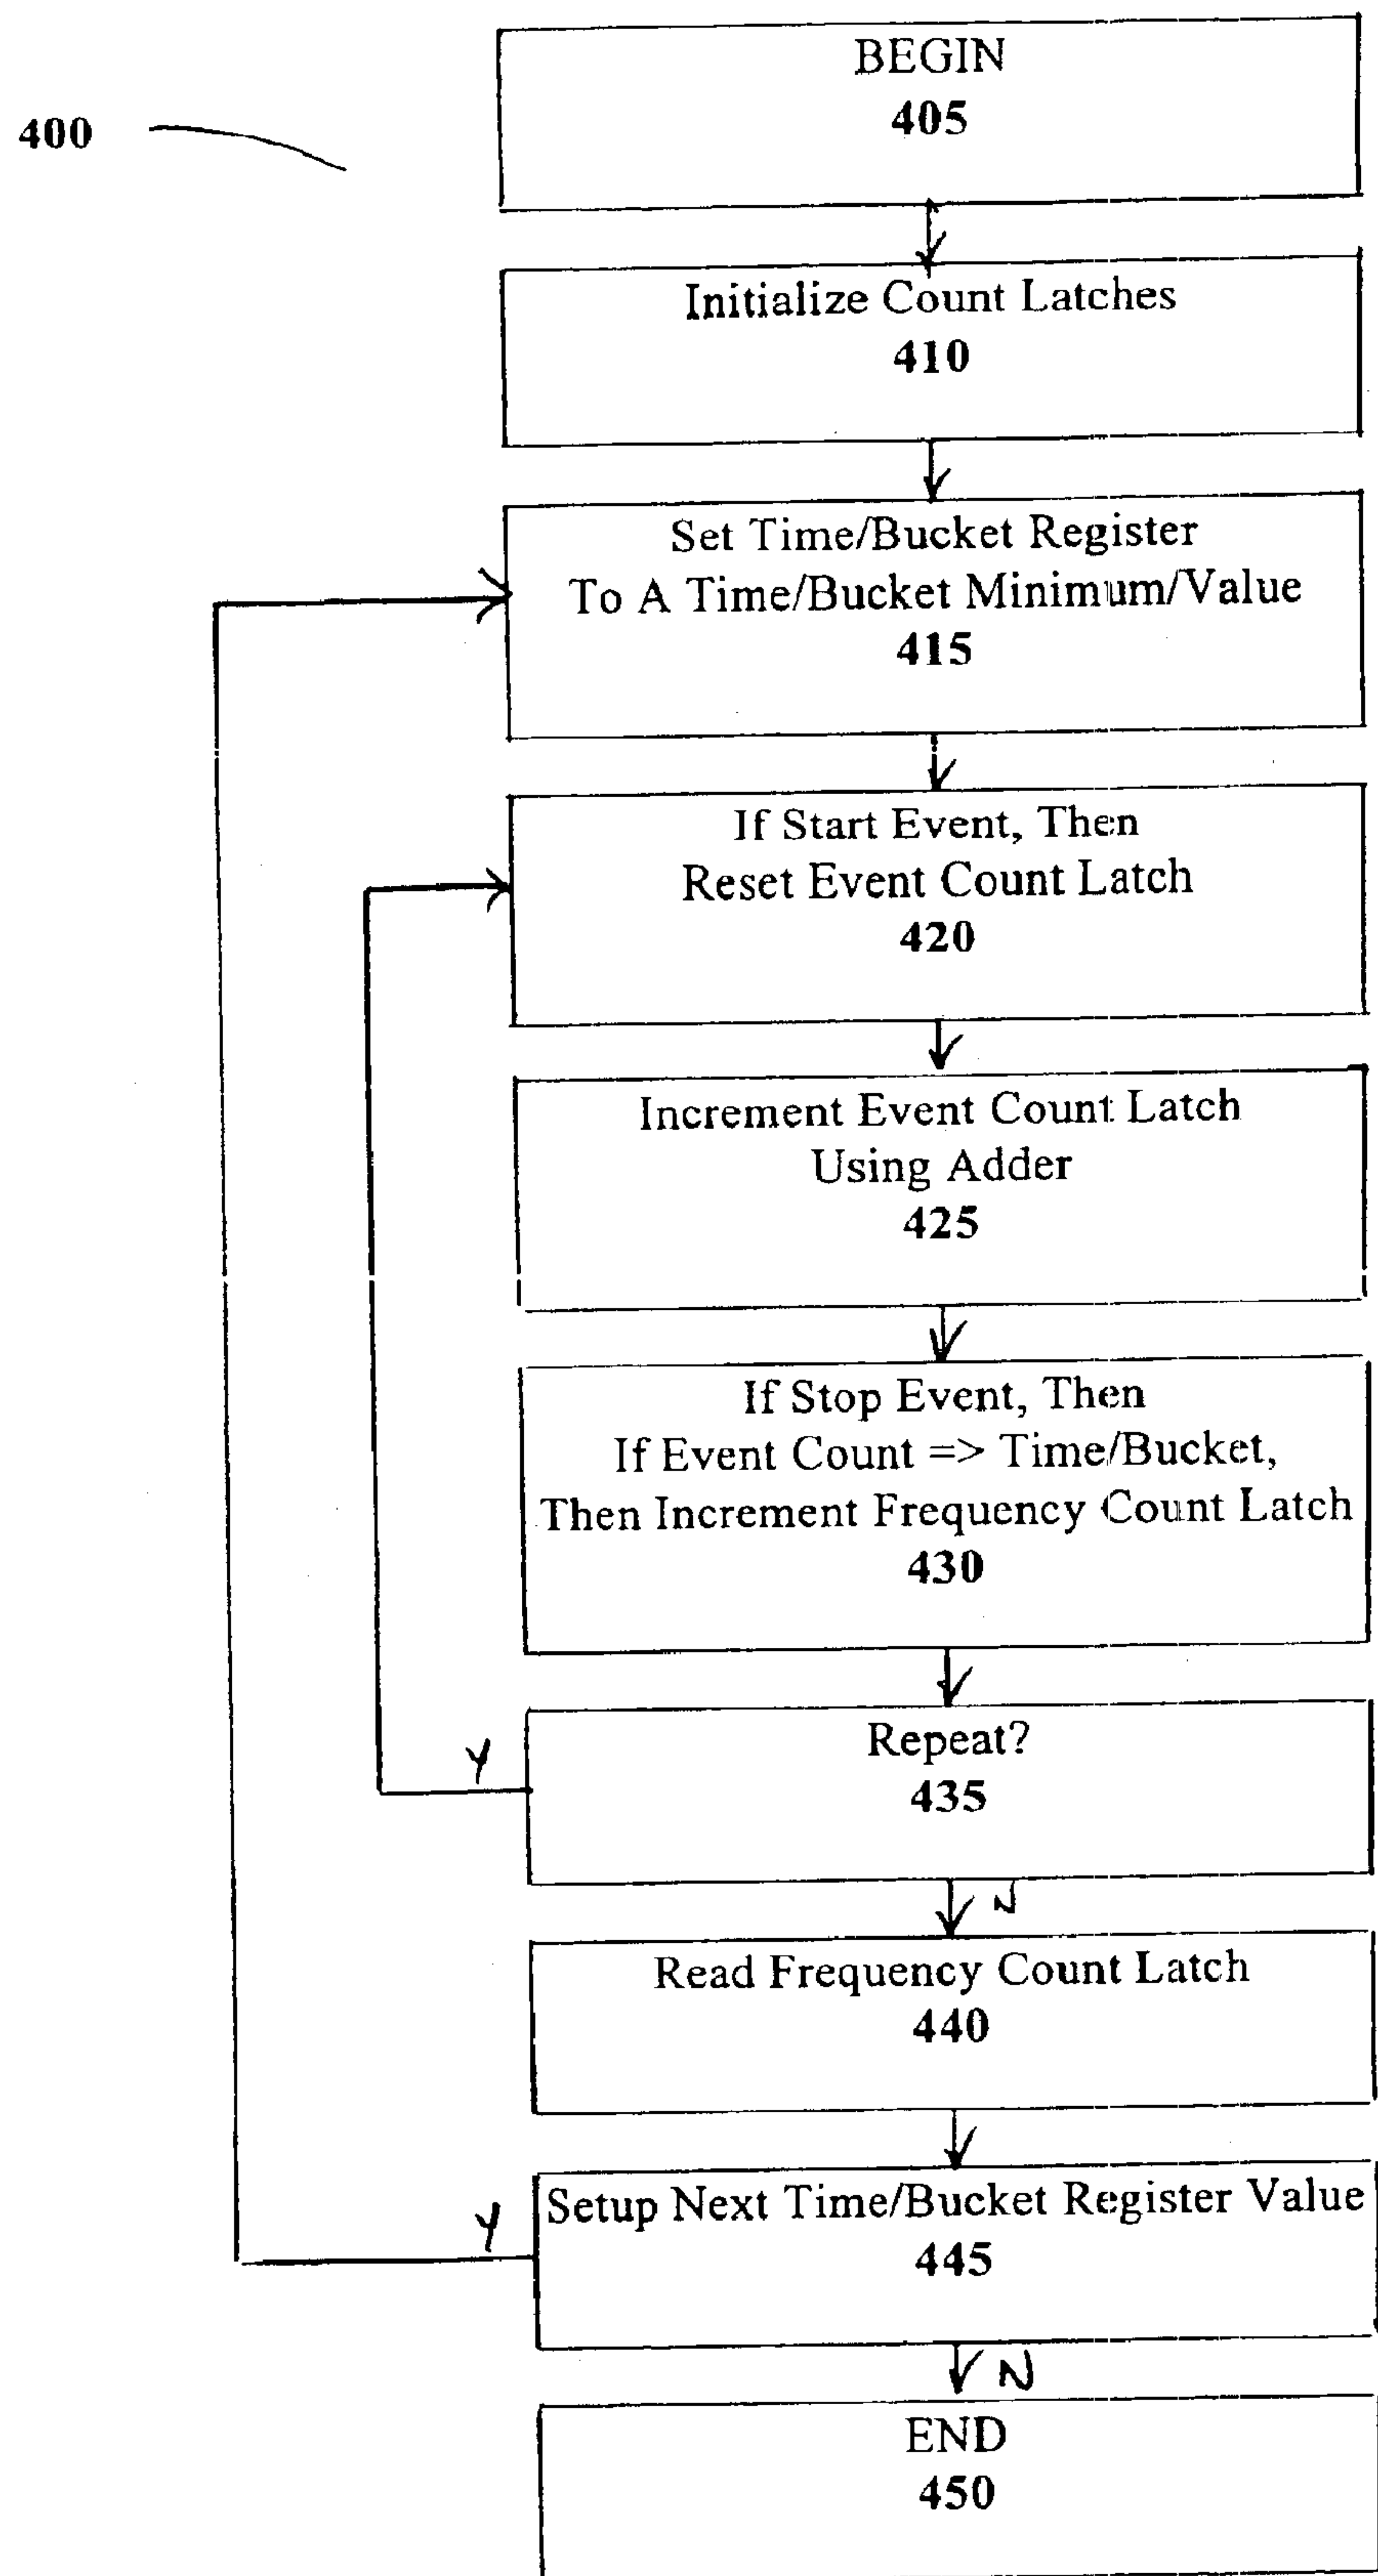 BEGIN
405
400
Initialize Count Latches
410
Set Time/Bucket Register
To A Time/Bucket Minimum/Value
415
If Start Event, Then
Reset Event Count Latch
420
Increment Event Count Latch
Using Adder
425
If Stop Event, Then
If Event Count => Time/Bucket,
Then Increment Frequency Count Latch
430
Repeat?
435
Y
N
Read Frequency Count Latch
440
Setup Next Time/Bucket Register Value
445
Y
N
END
450